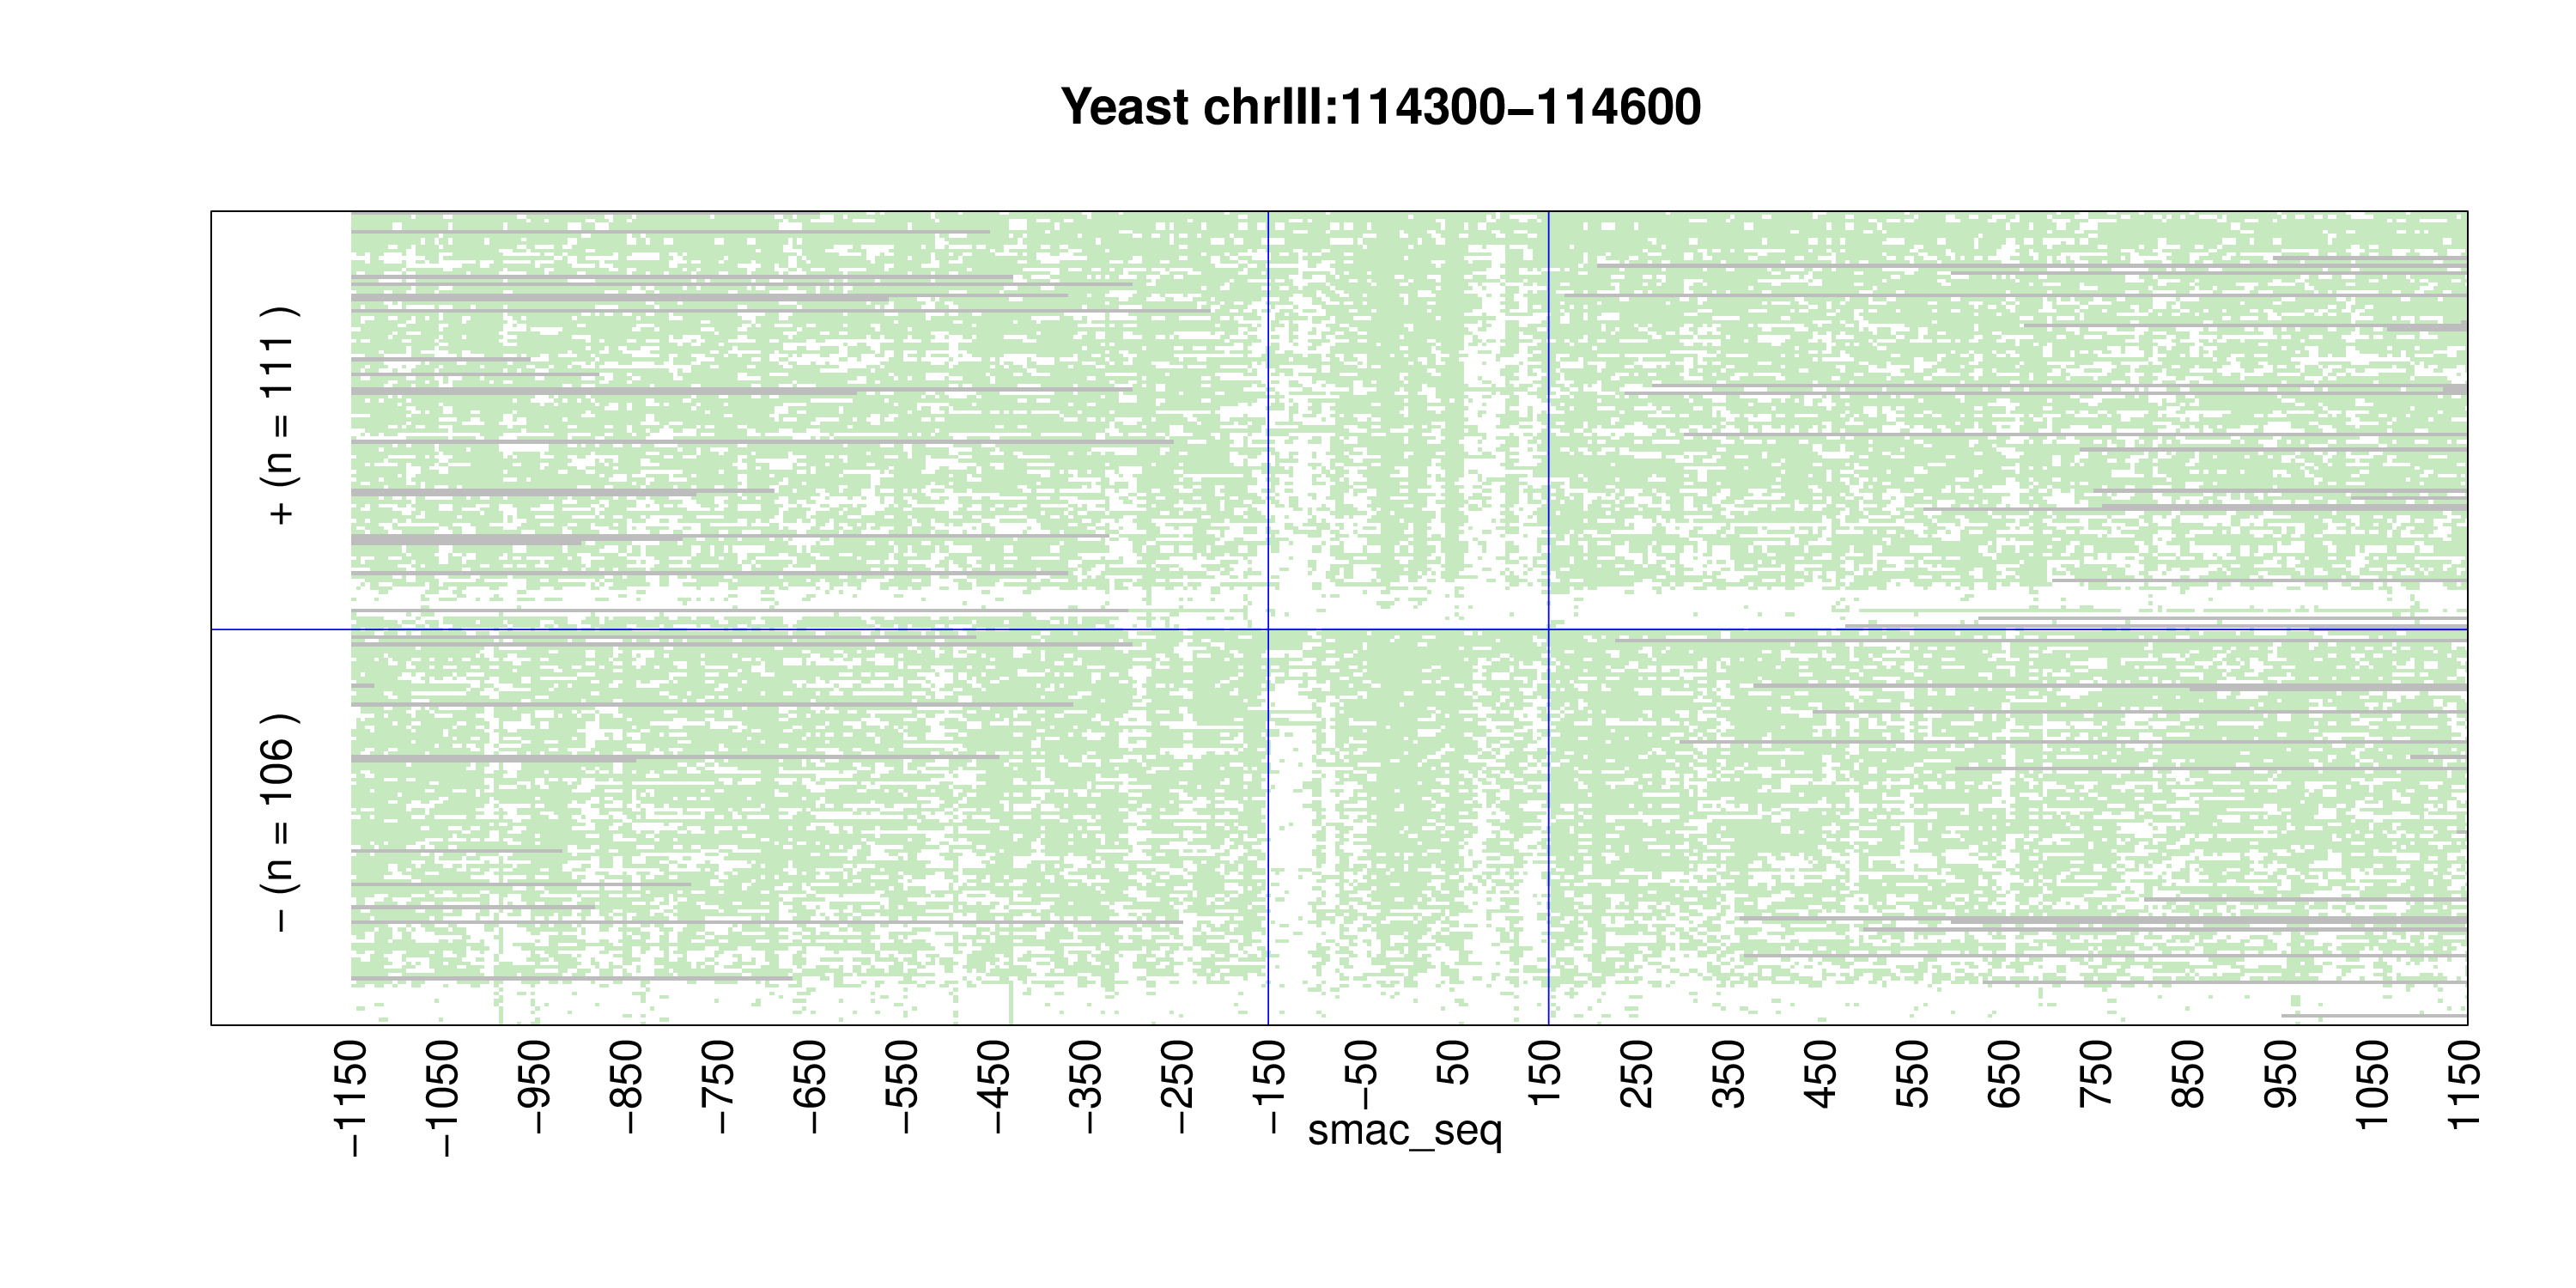 Yeast chrIII:114300−114600
+ (n = 111 )
− (n = 106 )
−1150 −1050 −950 −850 −750 −650 −550 −450 −350 −250 −150 −50 50 150 250 350 450 550 650 750 850 950 1050 1150
smac_seq